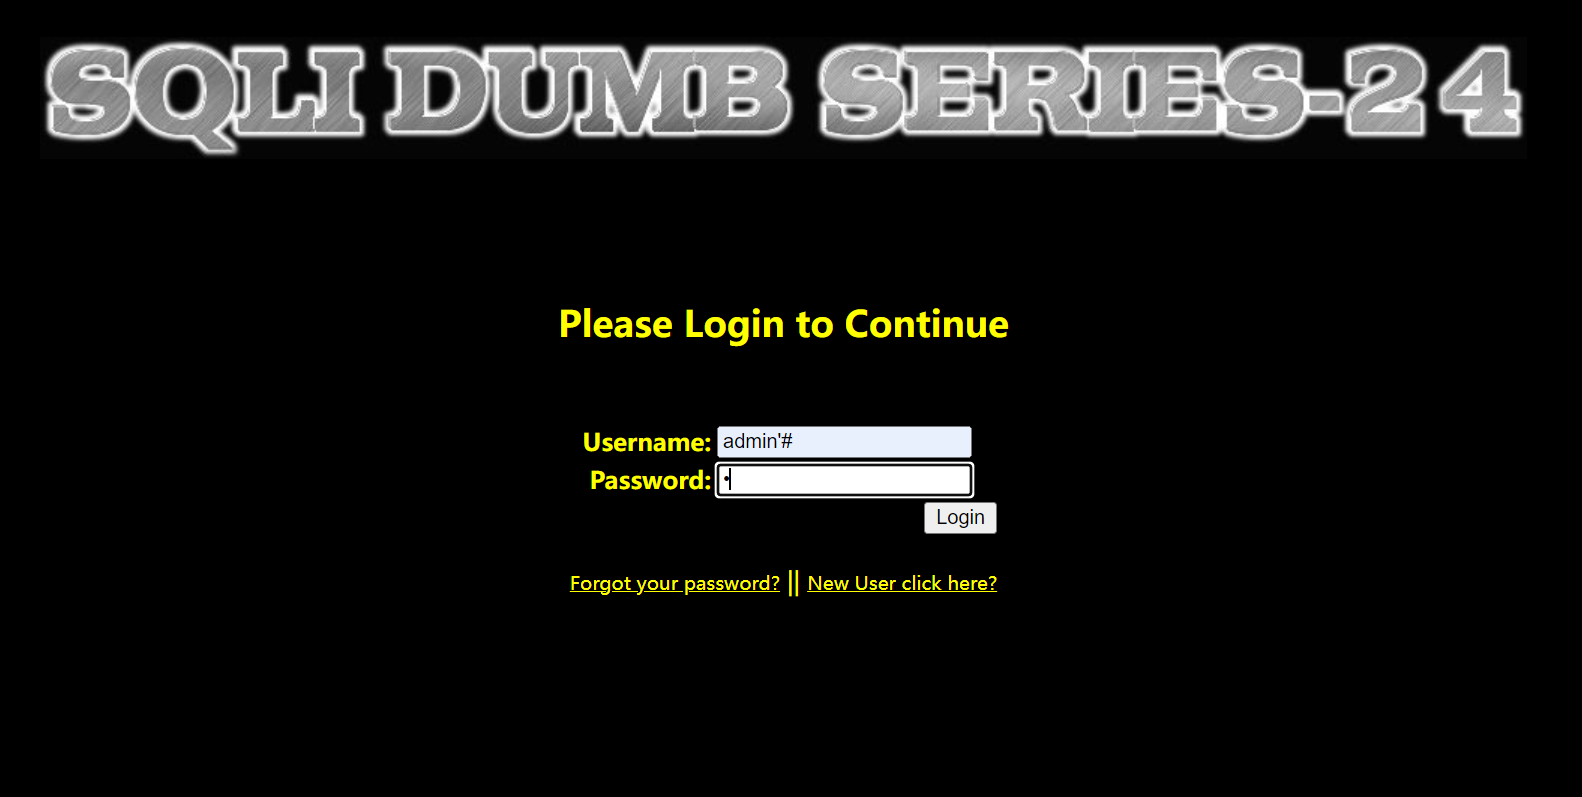 SQLI DUMB SERIES-24
Please Login to Continue
Username: admin'#
Password: •
Login
Forgot your password? || New User click here?